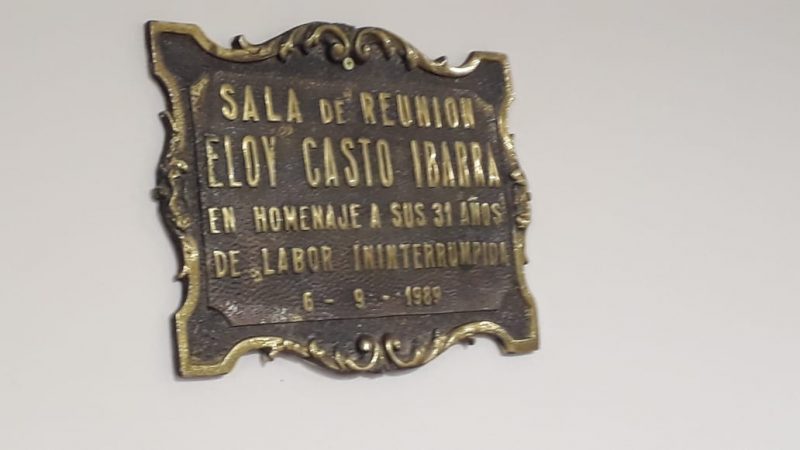 SALA DE REUNION
ELOY CASTO IBARRA
EN HOMENAJE A SUS 31 AÑOS
DE LABOR ININTERRUMPIDA
6 - 9 - 1989